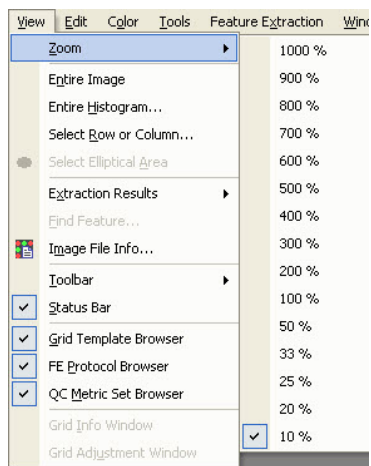 View Edit Color Tools Feature Extraction
Zoom
Entire Image
Entire Histogram...
Select Row or Column...
Select Elliptical Area
Extraction Results
Find Feature...
Image File Info...
Toolbar
Status Bar
Grid Template Browser
FE Protocol Browser
QC Metric Set Browser
Grid Info Window
Grid Adjustment Window
1000 %
900 %
800 %
700 %
600 %
500 %
400 %
300 %
200 %
100 %
50 %
33 %
25 %
20 %
10 %